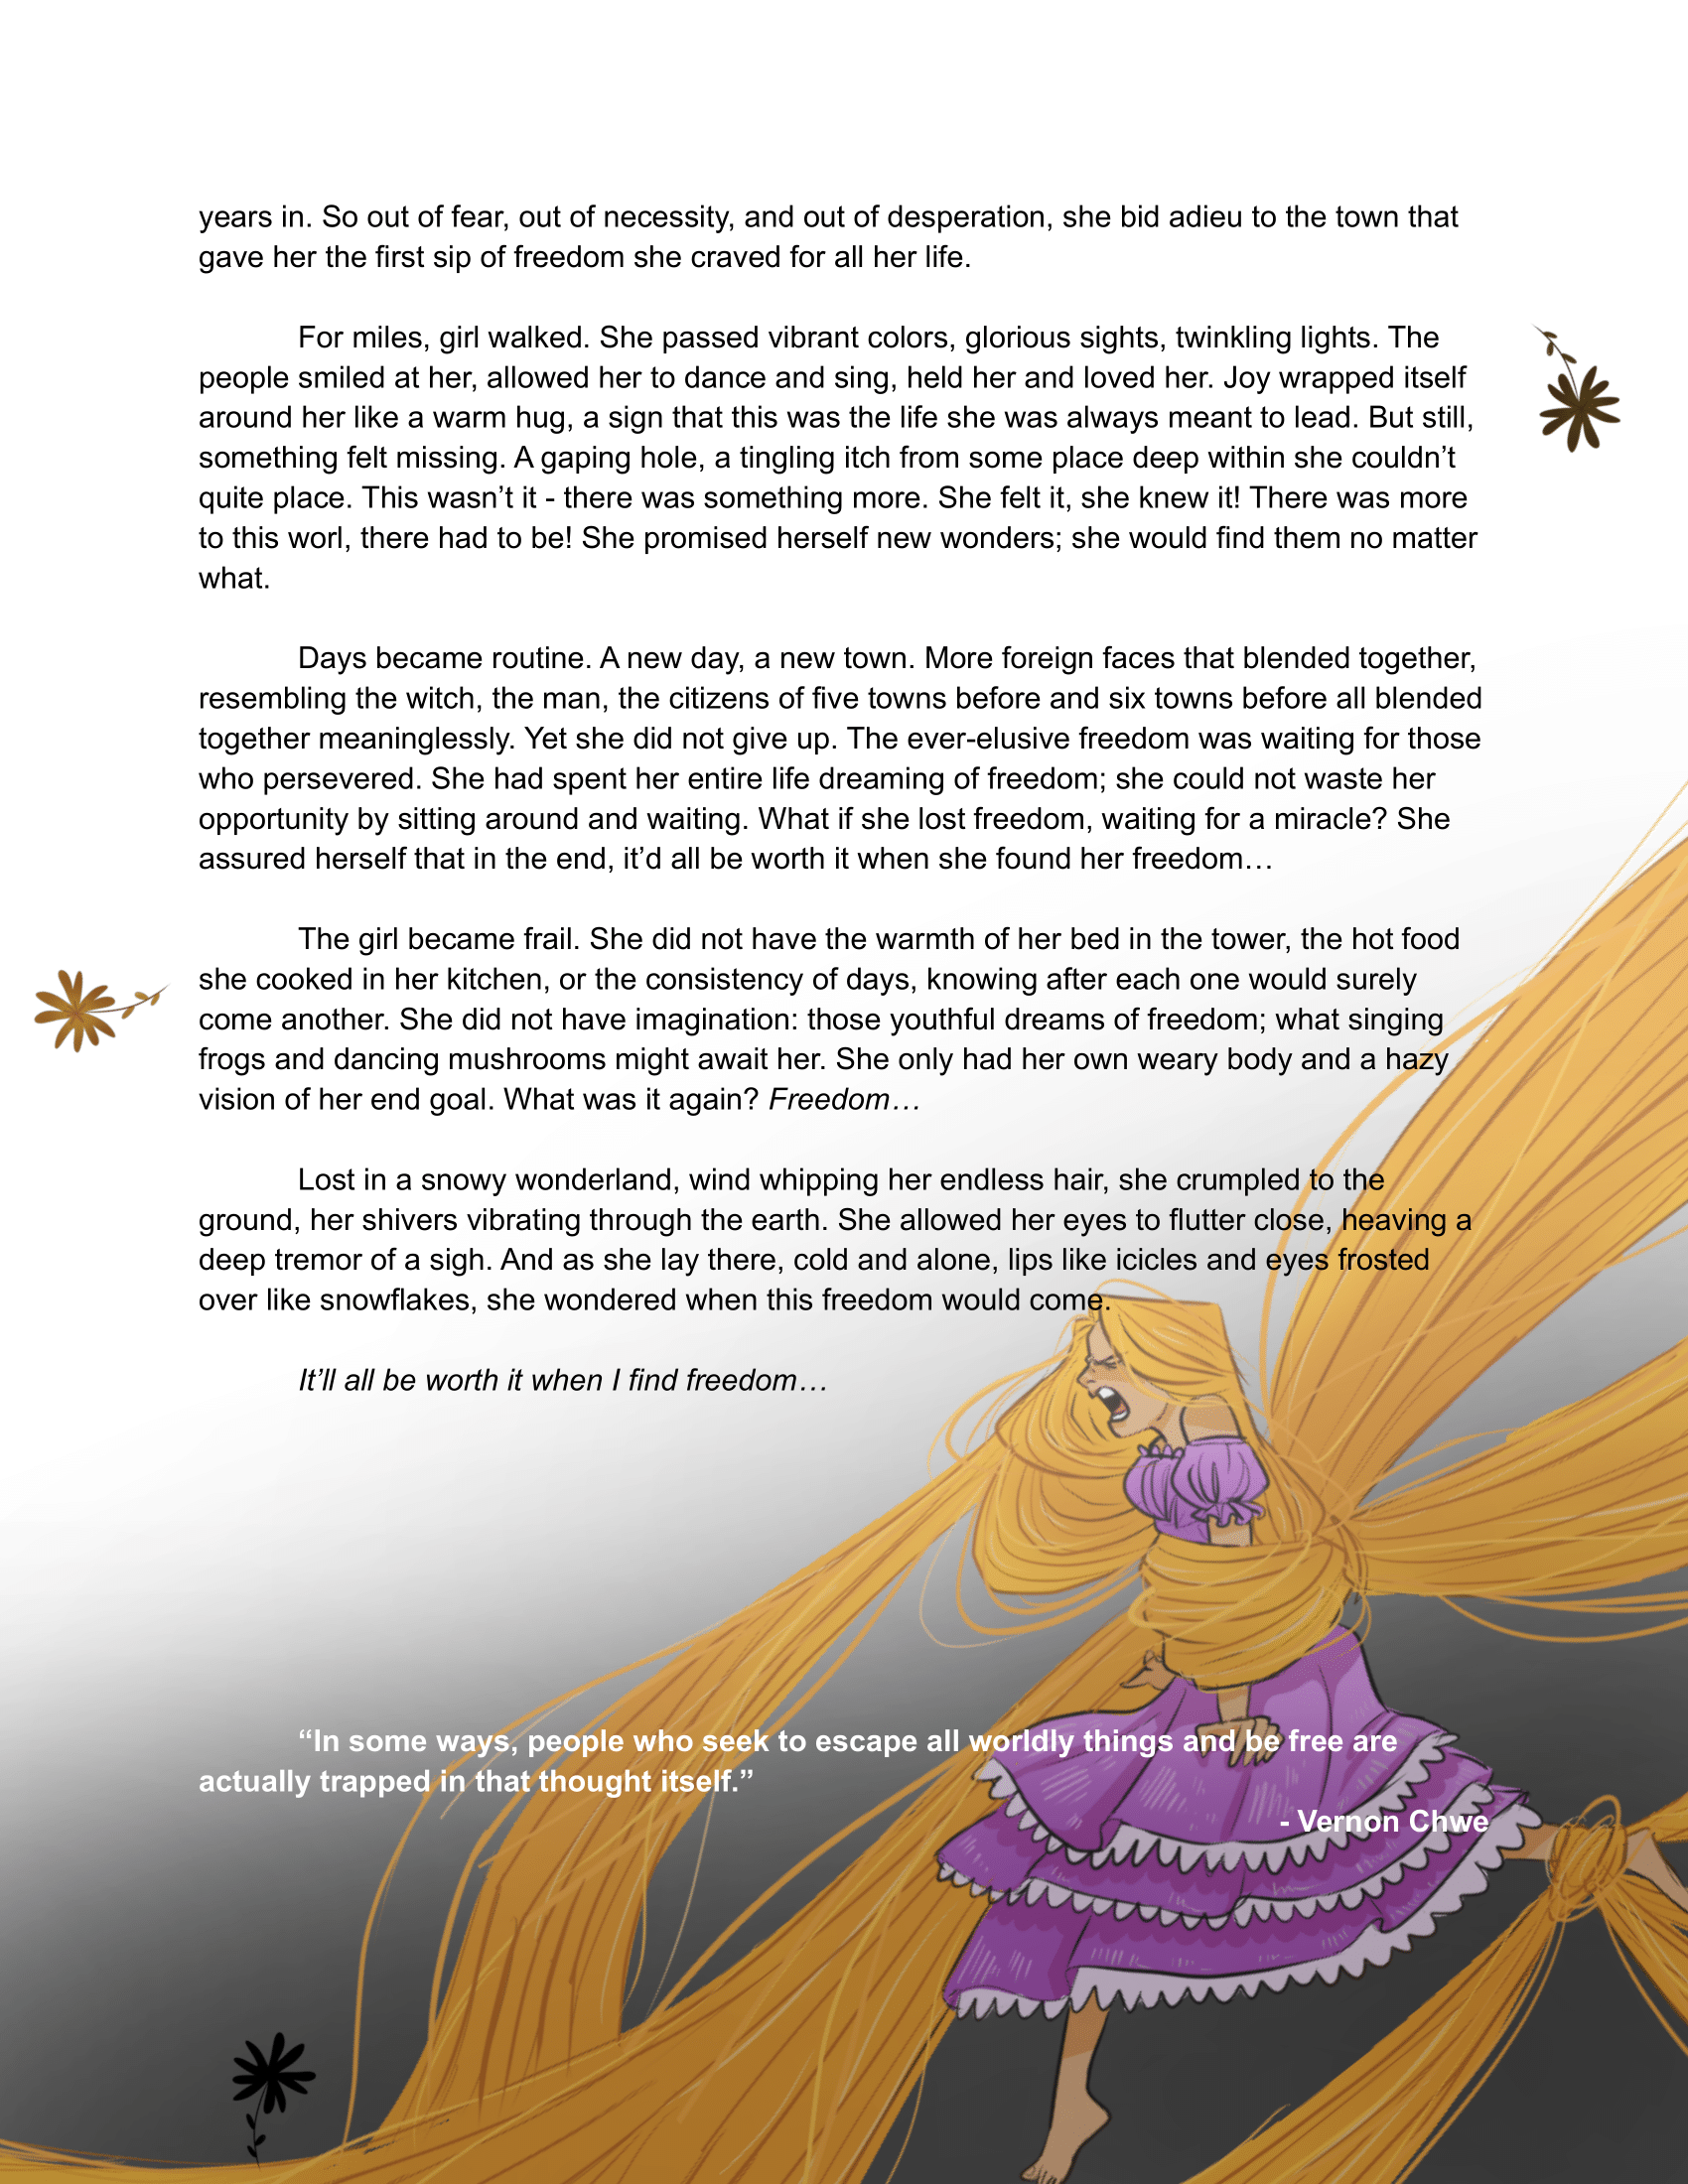 years in. So out of fear, out of necessity, and out of desperation, she bid adieu to the town that
gave her the first sip of freedom she craved for all her life.
For miles, girl walked. She passed vibrant colors, glorious sights, twinkling lights. The
people smiled at her, allowed her to dance and sing, held her and loved her. Joy wrapped itself
around her like a warm hug, a sign that this was the life she was always meant to lead. But still,
something felt missing. A gaping hole, a tingling itch from some place deep within she couldn’t
quite place. This wasn’t it - there was something more. She felt it, she knew it! There was more
to this worl, there had to be! She promised herself new wonders; she would find them no matter
what.
Days became routine. A new day, a new town. More foreign faces that blended together,
resembling the witch, the man, the citizens of five towns before and six towns before all blended
together meaninglessly. Yet she did not give up. The ever-elusive freedom was waiting for those
who persevered. She had spent her entire life dreaming of freedom; she could not waste her
opportunity by sitting around and waiting. What if she lost freedom, waiting for a miracle? She
assured herself that in the end, it’d all be worth it when she found her freedom…
The girl became frail. She did not have the warmth of her bed in the tower, the hot food
she cooked in her kitchen, or the consistency of days, knowing after each one would surely
come another. She did not have imagination: those youthful dreams of freedom; what singing
frogs and dancing mushrooms might await her. She only had her own weary body and a hazy
vision of her end goal. What was it again? Freedom…
Lost in a snowy wonderland, wind whipping her endless hair, she crumpled to the
ground, her shivers vibrating through the earth. She allowed her eyes to flutter close, heaving a
deep tremor of a sigh. And as she lay there, cold and alone, lips like icicles and eyes frosted
over like snowflakes, she wondered when this freedom would come.
It’ll all be worth it when I find freedom…
“In some ways, people who seek to escape all worldly things and be free are
actually trapped in that thought itself.”
- Vernon Chwe